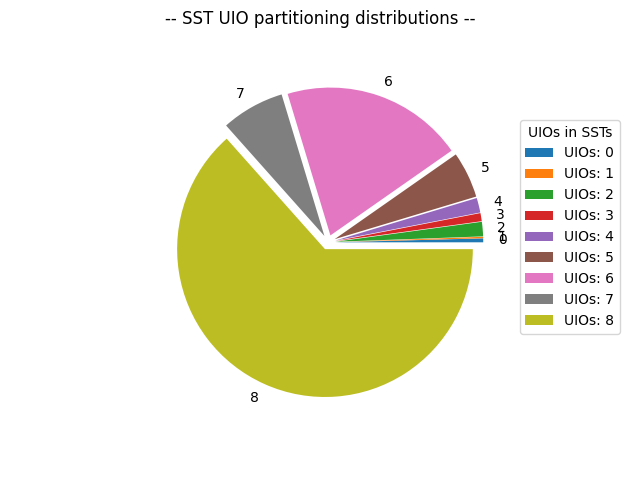 -- SST UIO partitioning distributions --
6
7
5
4
3
2
1
0
8
UIOs in SSTs
UIOs: 0
UIOs: 1
UIOs: 2
UIOs: 3
UIOs: 4
UIOs: 5
UIOs: 6
UIOs: 7
UIOs: 8